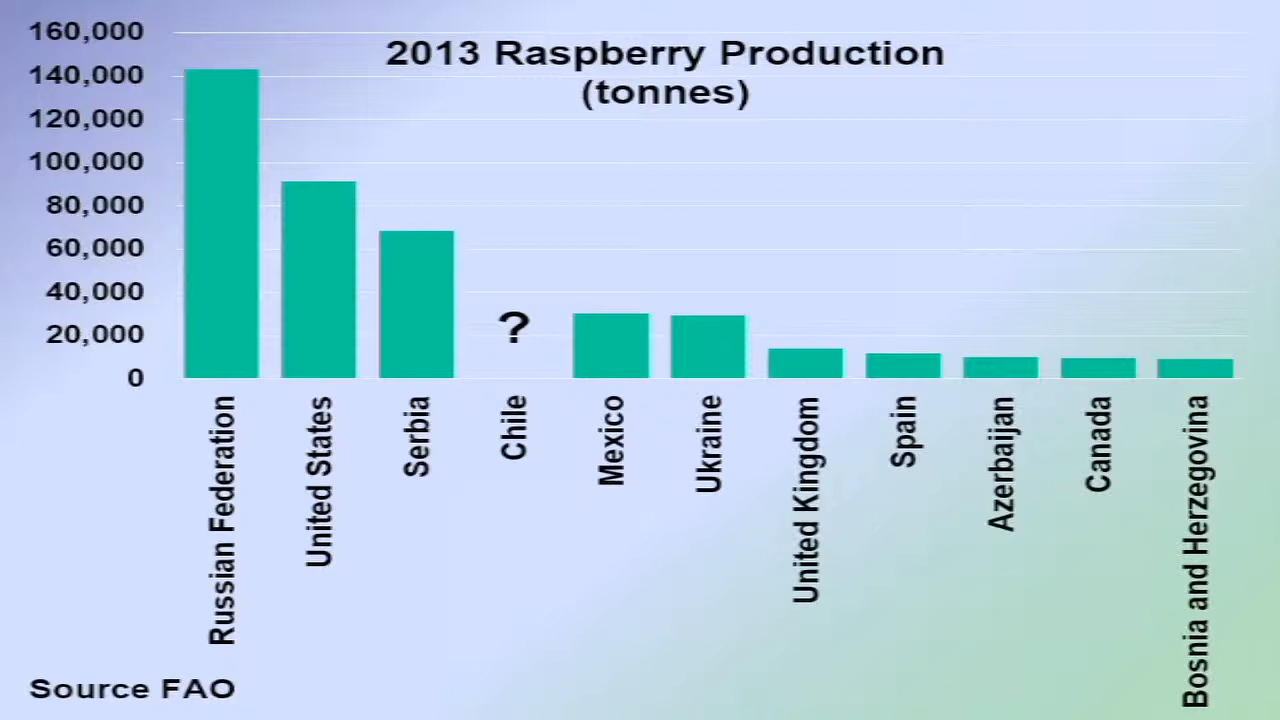 2013 Raspberry Production
(tonnes)
160,000
140,000
120,000
100,000
80,000
60,000
40,000
20,000
0
?
Russian Federation
United States
Serbia
Chile
Mexico
Ukraine
United Kingdom
Spain
Azerbaijan
Canada
Bosnia and Herzegovina
Source FAO